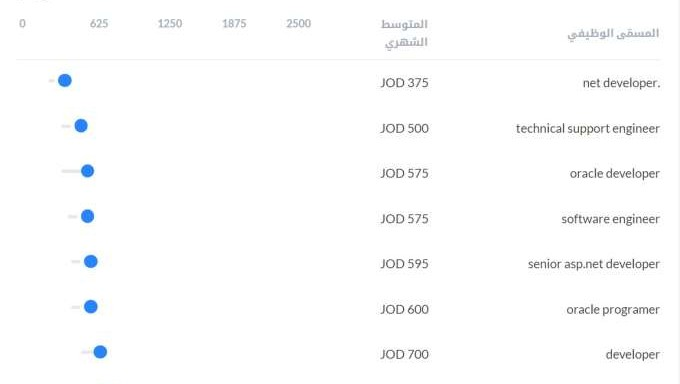 المسمّى الوظيفي
المتوسط
الشهري
0 625 1250 1875 2500
.net developer JOD 375
technical support engineer JOD 500
oracle developer JOD 575
software engineer JOD 575
senior asp.net developer JOD 595
oracle programer JOD 600
developer JOD 700